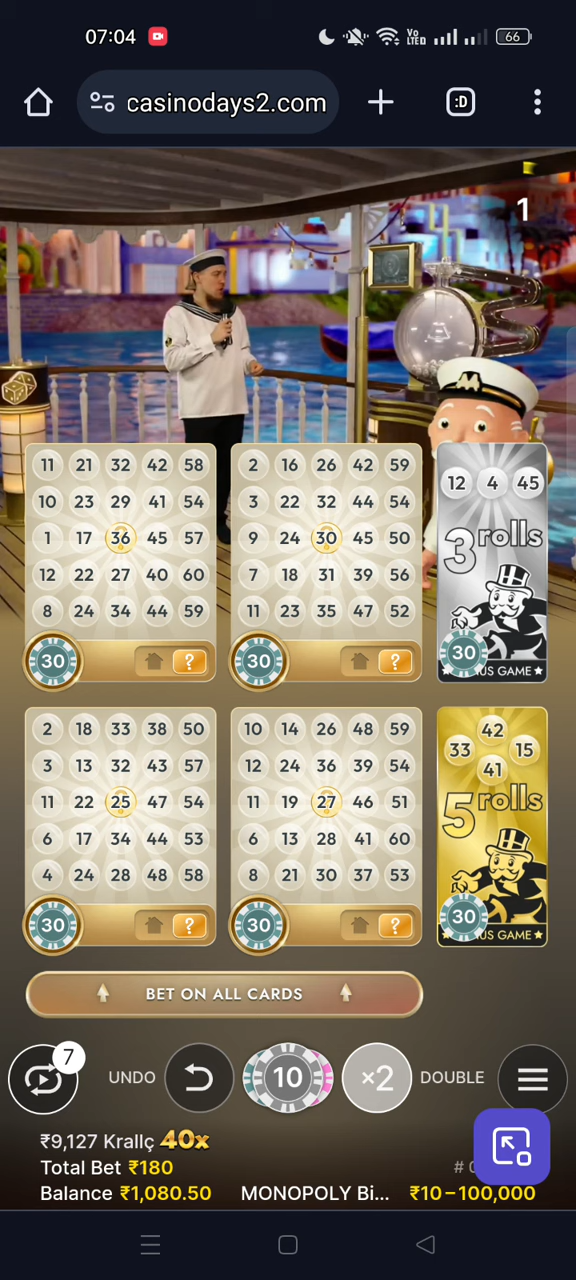 07:04
Vo
LTED
66
casinodays2.com
:D
1
M
11 21 32 42 58
10 23 29 41 54
1 17 36 45 57
12 22 27 40 60
8 24 34 44 59
30
?
2 16 26 42 59
3 22 32 44 54
9 24 30 45 50
7 18 31 39 56
11 23 35 47 52
30
?
12 4 45
3 rolls
30
US GAME
2 18 33 38 50
3 13 32 43 57
11 22 25 47 54
6 17 34 44 53
4 24 28 48 58
30
?
10 14 26 48 59
12 24 36 39 54
11 19 27 46 51
6 13 28 41 60
8 21 30 37 53
30
?
42
33 15
41
5 rolls
30
US GAME
BET ON ALL CARDS
7
UNDO
10
×2
DOUBLE
₹9,127 Krallç 40x
Total Bet ₹180
Balance ₹1,080.50
MONOPOLY Bi... ₹10–100,000